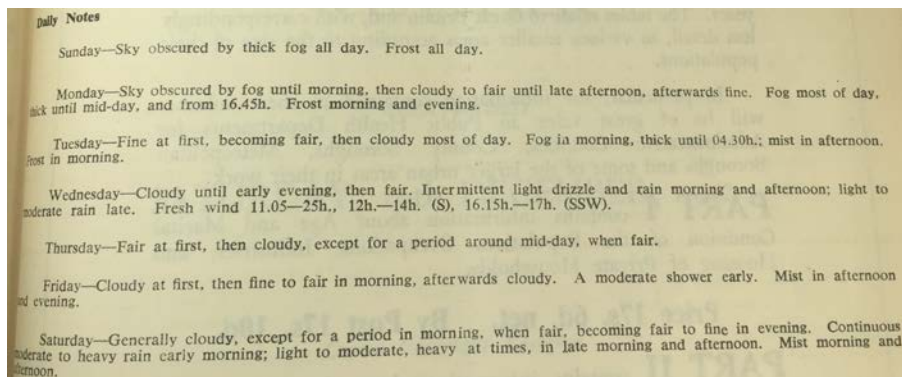 Daily Notes
Sunday—Sky obscured by thick fog all day. Frost all day.
Monday—Sky obscured by fog until morning, then cloudy to fair until late afternoon, afterwards fine. Fog most of day,
thick until mid-day, and from 16.45h. Frost morning and evening.
Tuesday—Fine at first, becoming fair, then cloudy most of day. Fog in morning, thick until 04.30h.; mist in afternoon.
Frost in morning.
Wednesday—Cloudy until early evening, then fair. Intermittent light drizzle and rain morning and afternoon; light to
moderate rain late. Fresh wind 11.05—25h., 12h.—14h. (S), 16.15h.—17h. (SSW).
Thursday—Fair at first, then cloudy, except for a period around mid-day, when fair.
Friday—Cloudy at first, then fine to fair in morning, afterwards cloudy. A moderate shower early. Mist in afternoon
and evening.
Saturday—Generally cloudy, except for a period in morning, when fair, becoming fair to fine in evening. Continuous
moderate to heavy rain early morning; light to moderate, heavy at times, in late morning and afternoon. Mist morning and
afternoon.